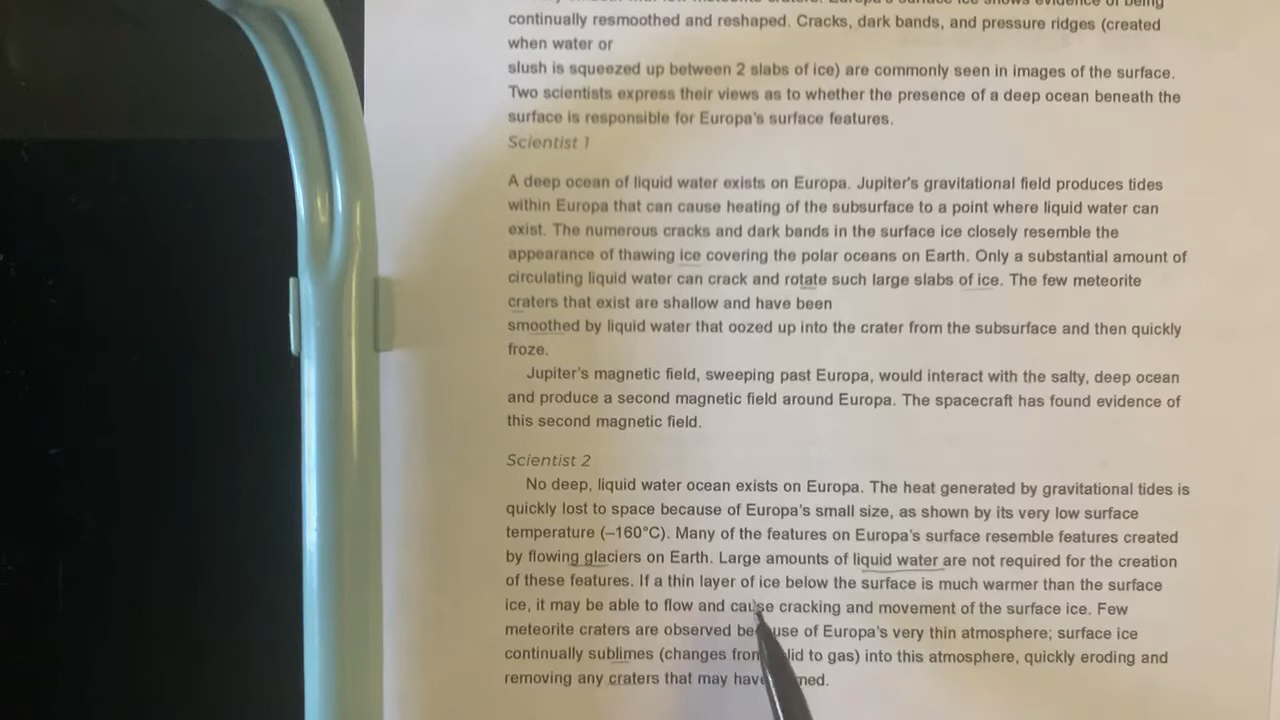 continually resmoothed and reshaped. Cracks, dark bands, and pressure ridges (created
when water or
slush is squeezed up between 2 slabs of ice) are commonly seen in images of the surface.
Two scientists express their views as to whether the presence of a deep ocean beneath the
surface is responsible for Europa's surface features.
Scientist 1
A deep ocean of liquid water exists on Europa. Jupiter's gravitational field produces tides
within Europa that can cause heating of the subsurface to a point where liquid water can
exist. The numerous cracks and dark bands in the surface ice closely resemble the
appearance of thawing ice covering the polar oceans on Earth. Only a substantial amount of
circulating liquid water can crack and rotate such large slabs of ice. The few meteorite
craters that exist are shallow and have been
smoothed by liquid water that oozed up into the crater from the subsurface and then quickly
froze.
Jupiter's magnetic field, sweeping past Europa, would interact with the salty, deep ocean
and produce a second magnetic field around Europa. The spacecraft has found evidence of
this second magnetic field.
Scientist 2
No deep, liquid water ocean exists on Europa. The heat generated by gravitational tides is
quickly lost to space because of Europa's small size, as shown by its very low surface
temperature (–160°C). Many of the features on Europa's surface resemble features created
by flowing glaciers on Earth. Large amounts of liquid water are not required for the creation
of these features. If a thin layer of ice below the surface is much warmer than the surface
ice, it may be able to flow and cause cracking and movement of the surface ice. Few
meteorite craters are observed because of Europa's very thin atmosphere; surface ice
continually sublimes (changes from solid to gas) into this atmosphere, quickly eroding and
removing any craters that may have